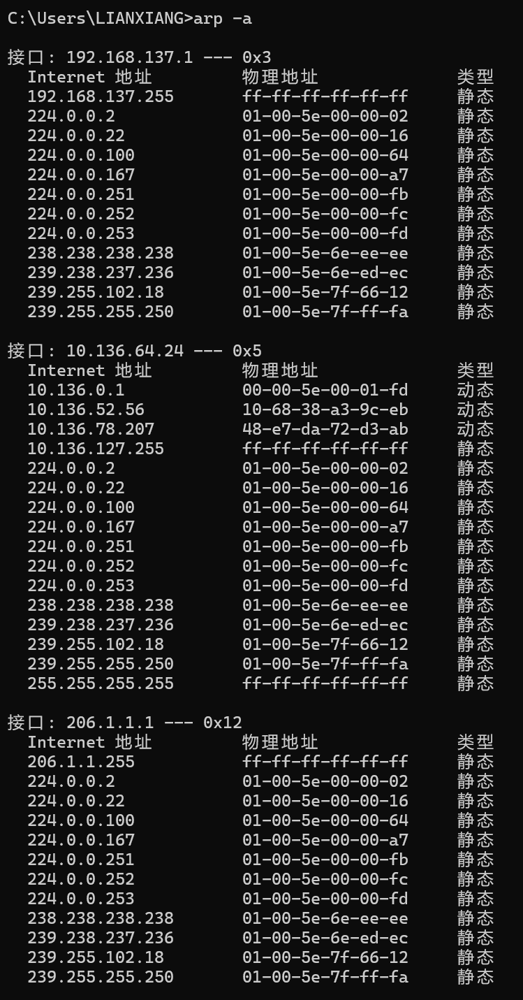 C:\Users\LIANXIANG>arp -a
接口: 192.168.137.1 --- 0x3
Internet 地址 物理地址 类型
192.168.137.255 ff-ff-ff-ff-ff-ff 静态
224.0.0.2 01-00-5e-00-00-02 静态
224.0.0.22 01-00-5e-00-00-16 静态
224.0.0.100 01-00-5e-00-00-64 静态
224.0.0.167 01-00-5e-00-00-a7 静态
224.0.0.251 01-00-5e-00-00-fb 静态
224.0.0.252 01-00-5e-00-00-fc 静态
224.0.0.253 01-00-5e-00-00-fd 静态
238.238.238.238 01-00-5e-6e-ee-ee 静态
239.238.237.236 01-00-5e-6e-ed-ec 静态
239.255.102.18 01-00-5e-7f-66-12 静态
239.255.255.250 01-00-5e-7f-ff-fa 静态
接口: 10.136.64.24 --- 0x5
Internet 地址 物理地址 类型
10.136.0.1 00-00-5e-00-01-fd 动态
10.136.52.56 10-68-38-a3-9c-eb 动态
10.136.78.207 48-e7-da-72-d3-ab 动态
10.136.127.255 ff-ff-ff-ff-ff-ff 静态
224.0.0.2 01-00-5e-00-00-02 静态
224.0.0.22 01-00-5e-00-00-16 静态
224.0.0.100 01-00-5e-00-00-64 静态
224.0.0.167 01-00-5e-00-00-a7 静态
224.0.0.251 01-00-5e-00-00-fb 静态
224.0.0.252 01-00-5e-00-00-fc 静态
224.0.0.253 01-00-5e-00-00-fd 静态
238.238.238.238 01-00-5e-6e-ee-ee 静态
239.238.237.236 01-00-5e-6e-ed-ec 静态
239.255.102.18 01-00-5e-7f-66-12 静态
239.255.255.250 01-00-5e-7f-ff-fa 静态
255.255.255.255 ff-ff-ff-ff-ff-ff 静态
接口: 206.1.1.1 --- 0x12
Internet 地址 物理地址 类型
206.1.1.255 ff-ff-ff-ff-ff-ff 静态
224.0.0.2 01-00-5e-00-00-02 静态
224.0.0.22 01-00-5e-00-00-16 静态
224.0.0.100 01-00-5e-00-00-64 静态
224.0.0.167 01-00-5e-00-00-a7 静态
224.0.0.251 01-00-5e-00-00-fb 静态
224.0.0.252 01-00-5e-00-00-fc 静态
224.0.0.253 01-00-5e-00-00-fd 静态
238.238.238.238 01-00-5e-6e-ee-ee 静态
239.238.237.236 01-00-5e-6e-ed-ec 静态
239.255.102.18 01-00-5e-7f-66-12 静态
239.255.255.250 01-00-5e-7f-ff-fa 静态